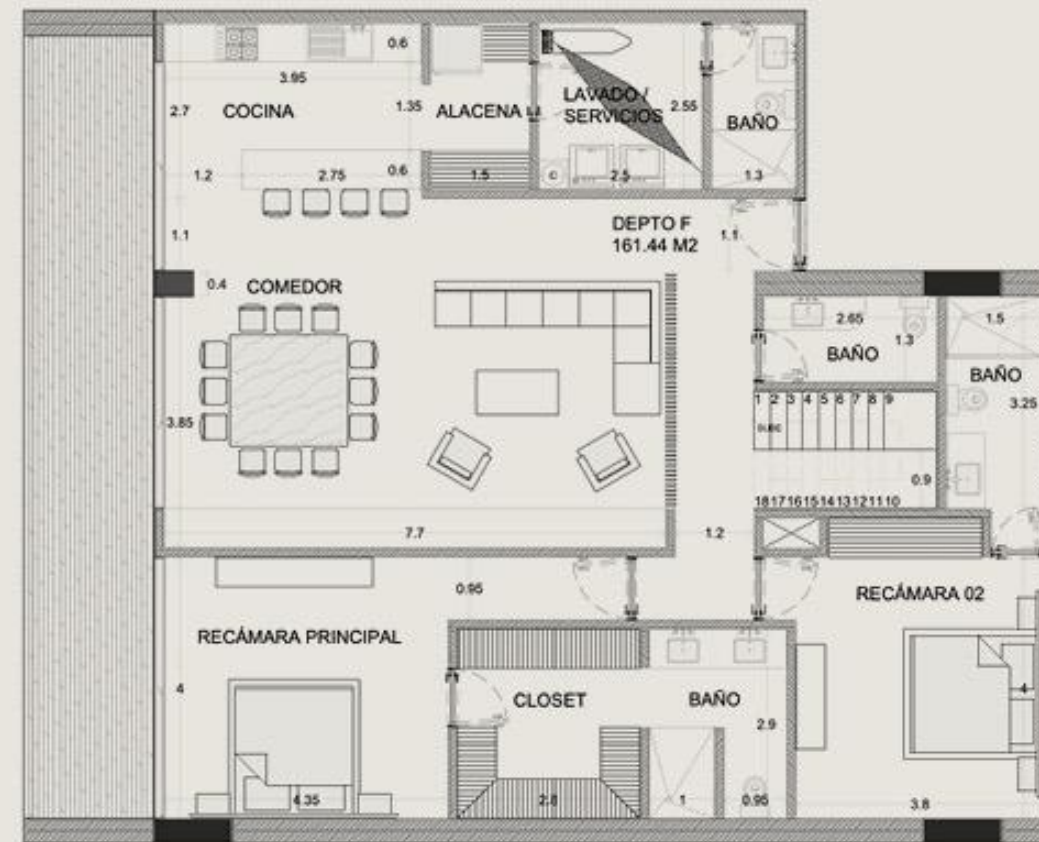 0.6
3.95
2.7
COCINA
1.35
ALACENA
LAVADO /
SERVICIOS
2.55
BAÑO
1.2
2.75
0.6
1.5
C
2.5
1.3
1.1
DEPTO F
161.44 M2
1.1
0.4
COMEDOR
2.65
1.3
BAÑO
1.5
BAÑO
3.25
1 2 3 4 5 6 7 8 9
SUBE
3.85
0.9
18 17 16 15 14 13 12 11 10
7.7
1.2
0.95
RECÁMARA 02
RECÁMARA PRINCIPAL
4
CLOSET
BAÑO
2.9
4
4.35
2.8
1
0.95
3.8